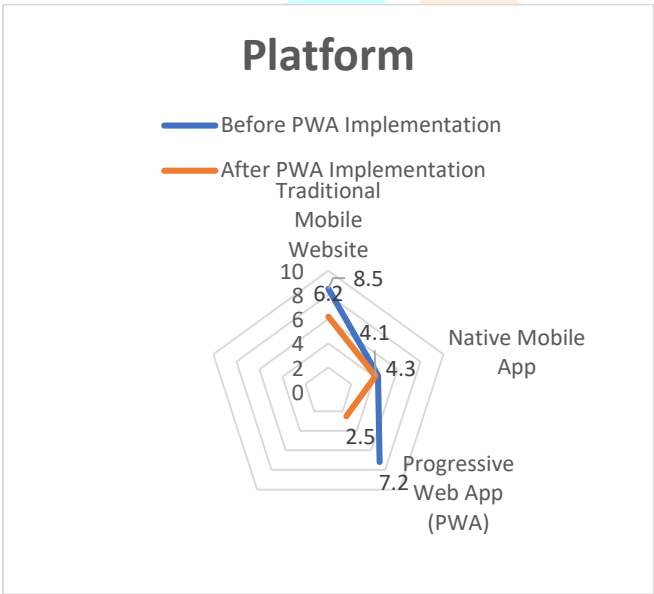 Platform
Before PWA Implementation
After PWA Implementation
Traditional
Mobile
Website
10
8.5
8
6.2
6
4.1
4
4.3
Native Mobile
App
2
0
2.5
Progressive
7.2
Web App
(PWA)